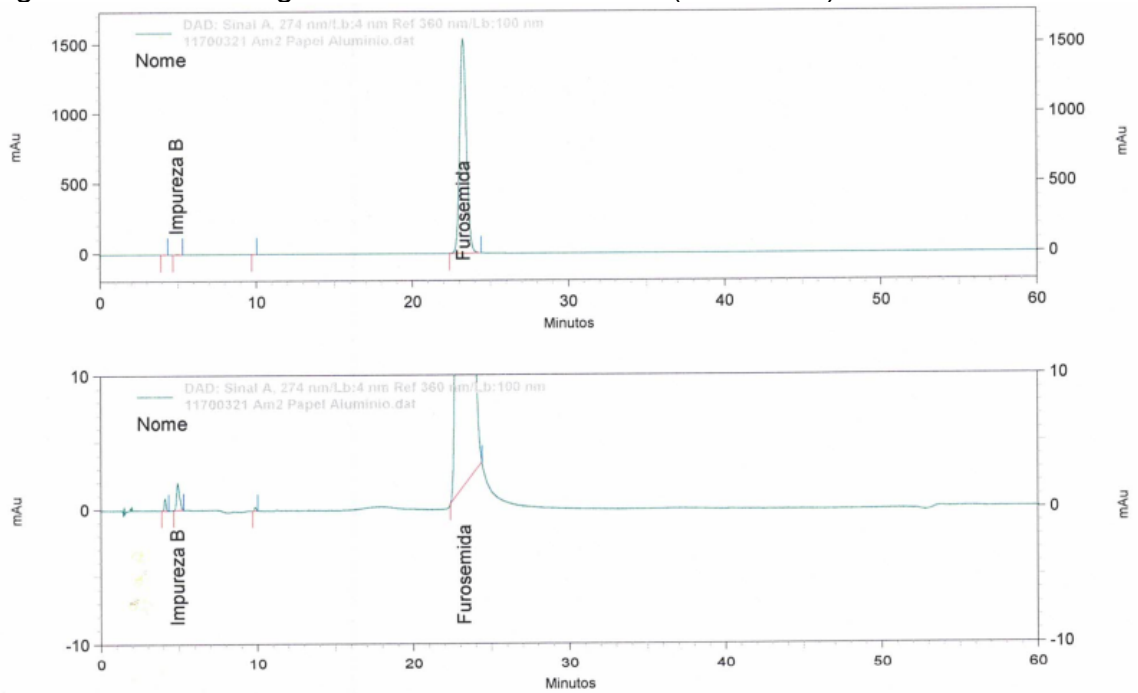 DAD: Sinal A, 274 nm/Lb:4 nm Ref 360 nm/Lb:100 nm
11700321 Am2 Papel Aluminio.dat
Nome
1500
1000
500
0
mAu
Impureza B
Furosemida
1500
1000
500
0
mAu
0 10 20 30 40 50 60
Minutos
DAD: Sinal A, 274 nm/Lb:4 nm Ref 360 nm/Lb:100 nm
11700321 Am2 Papel Aluminio.dat
Nome
10
0
-10
mAu
Impureza B
Furosemida
10
0
-10
mAu
0 10 20 30 40 50 60
Minutos